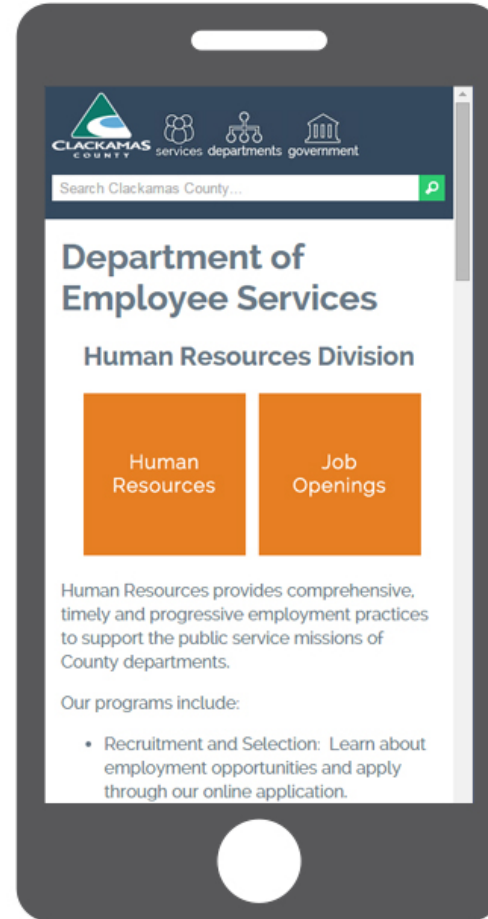 CLACKAMAS
COUNTY
services departments government
Search Clackamas County...
Department of
Employee Services
Human Resources Division
Human
Resources
Job
Openings
Human Resources provides comprehensive,
timely and progressive employment practices
to support the public service missions of
County departments.
Our programs include:
• Recruitment and Selection: Learn about
employment opportunities and apply
through our online application.